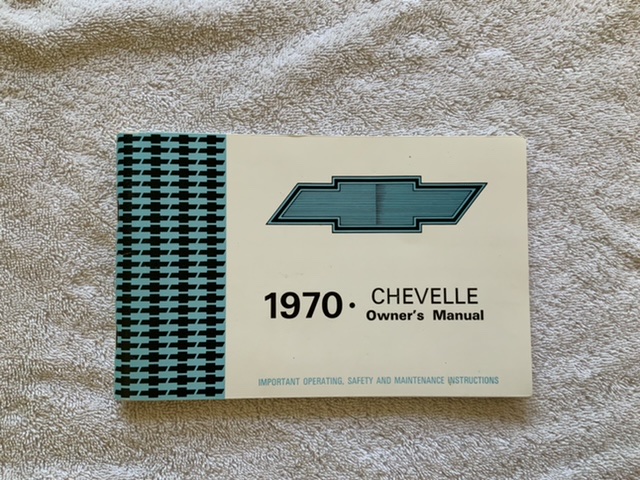 1970 · CHEVELLE
Owner's Manual
IMPORTANT OPERATING, SAFETY AND MAINTENANCE INSTRUCTIONS